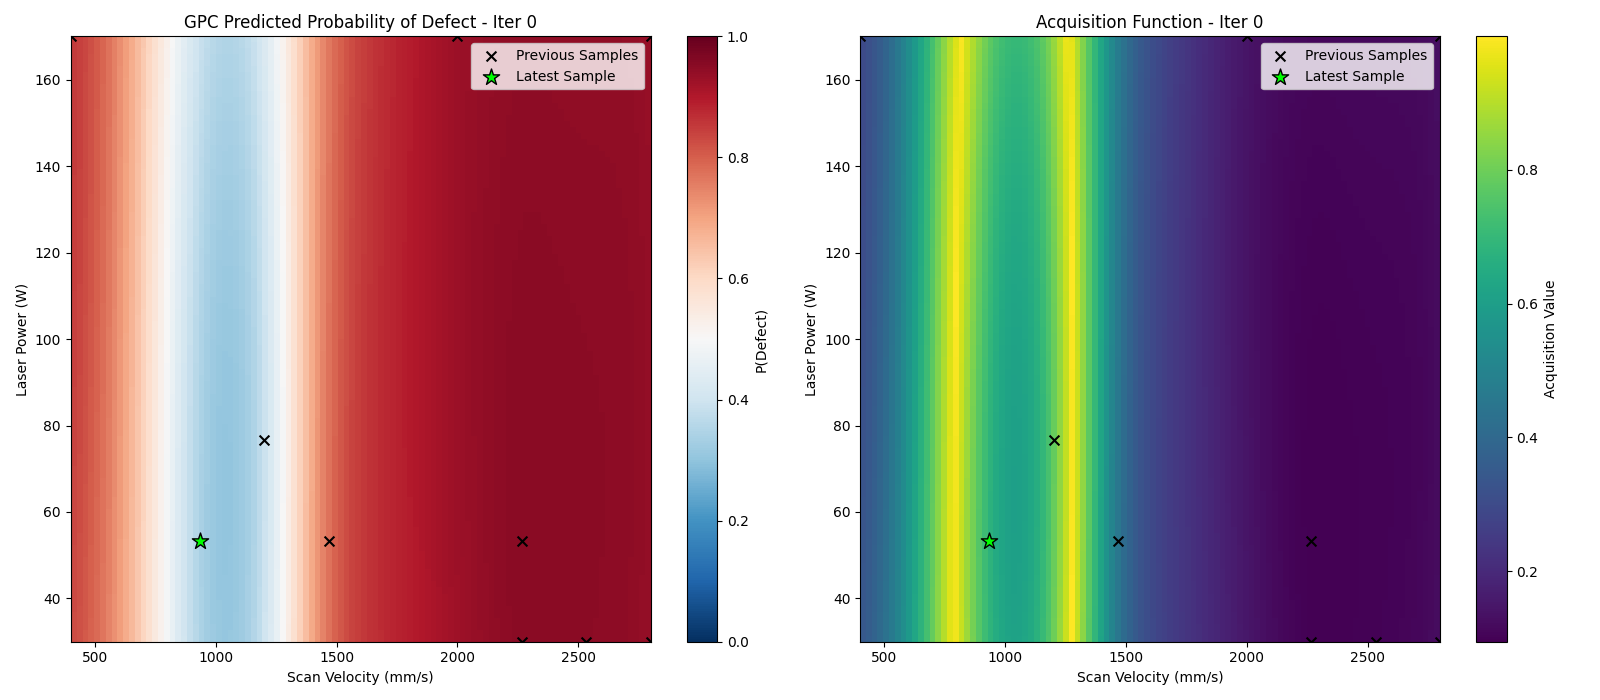 GPC Predicted Probability of Defect - Iter 0
Previous Samples
Latest Sample
Laser Power (W)
160
140
120
100
80
60
40
500 1000 1500 2000 2500
Scan Velocity (mm/s)
1.0
0.8
0.6
0.4
0.2
0.0
P(Defect)
Acquisition Function - Iter 0
Previous Samples
Latest Sample
Laser Power (W)
160
140
120
100
80
60
40
500 1000 1500 2000 2500
Scan Velocity (mm/s)
0.8
0.6
0.4
0.2
Acquisition Value